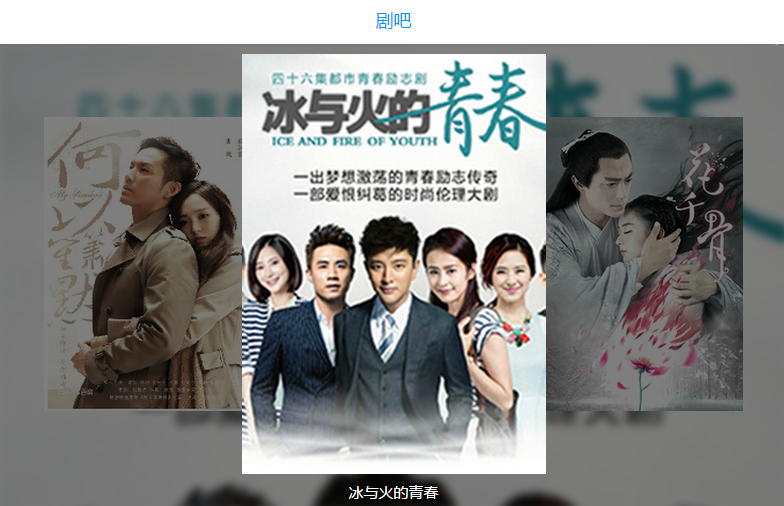 剧吧
四十六集都市青春励志剧
冰与火的青春
ICE AND FIRE OF YOUTH
一出梦想激荡的青春励志传奇
一部爱恨纠葛的时尚伦理大剧
何以笙箫默
My Sunshine
花千骨
冰与火的青春